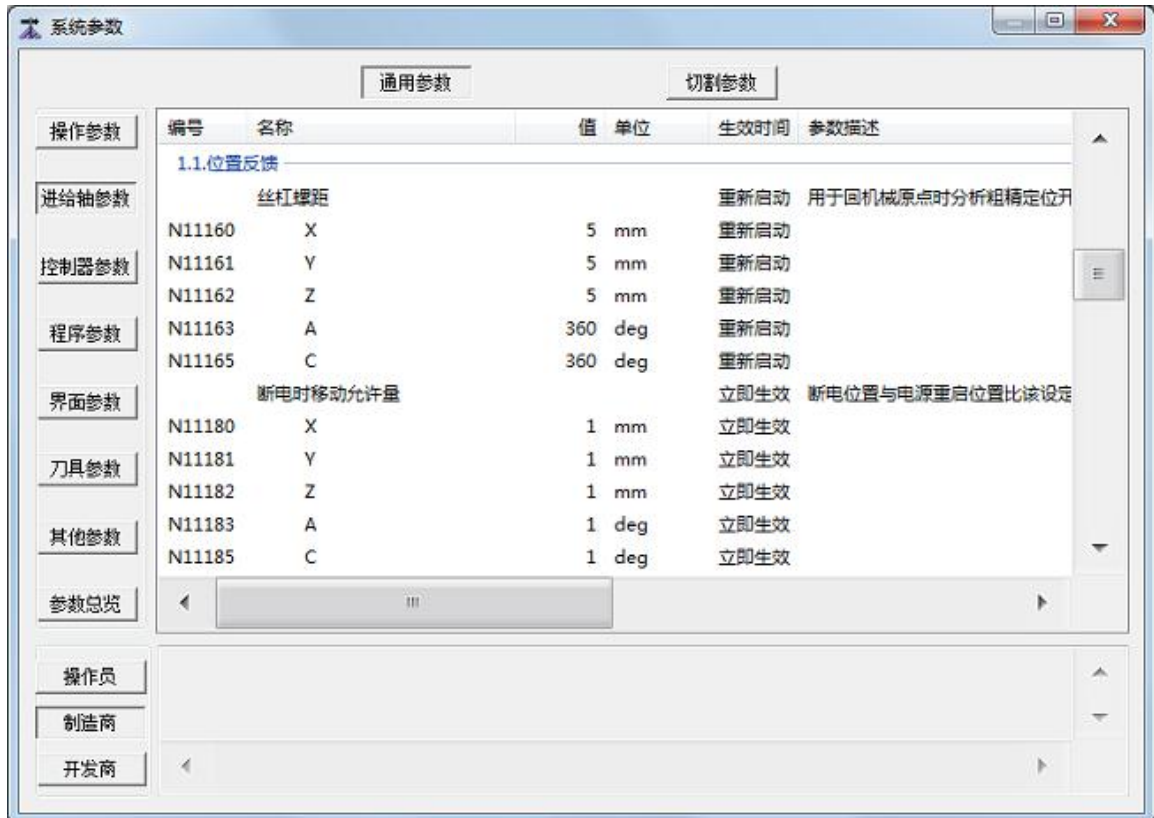 系统参数
通用参数 切割参数
操作参数
进给轴参数
控制器参数
程序参数
界面参数
刀具参数
其他参数
参数总览
编号 名称 值 单位 生效时间 参数描述
1.1.位置反馈
丝杠螺距 重新启动 用于回机械原点时分析粗精定位开
N11160 X 5 mm 重新启动
N11161 Y 5 mm 重新启动
N11162 Z 5 mm 重新启动
N11163 A 360 deg 重新启动
N11165 C 360 deg 重新启动
断电时移动允许量 立即生效 断电位置与电源重启位置比该设定
N11180 X 1 mm 立即生效
N11181 Y 1 mm 立即生效
N11182 Z 1 mm 立即生效
N11183 A 1 deg 立即生效
N11185 C 1 deg 立即生效
操作员
制造商
开发商